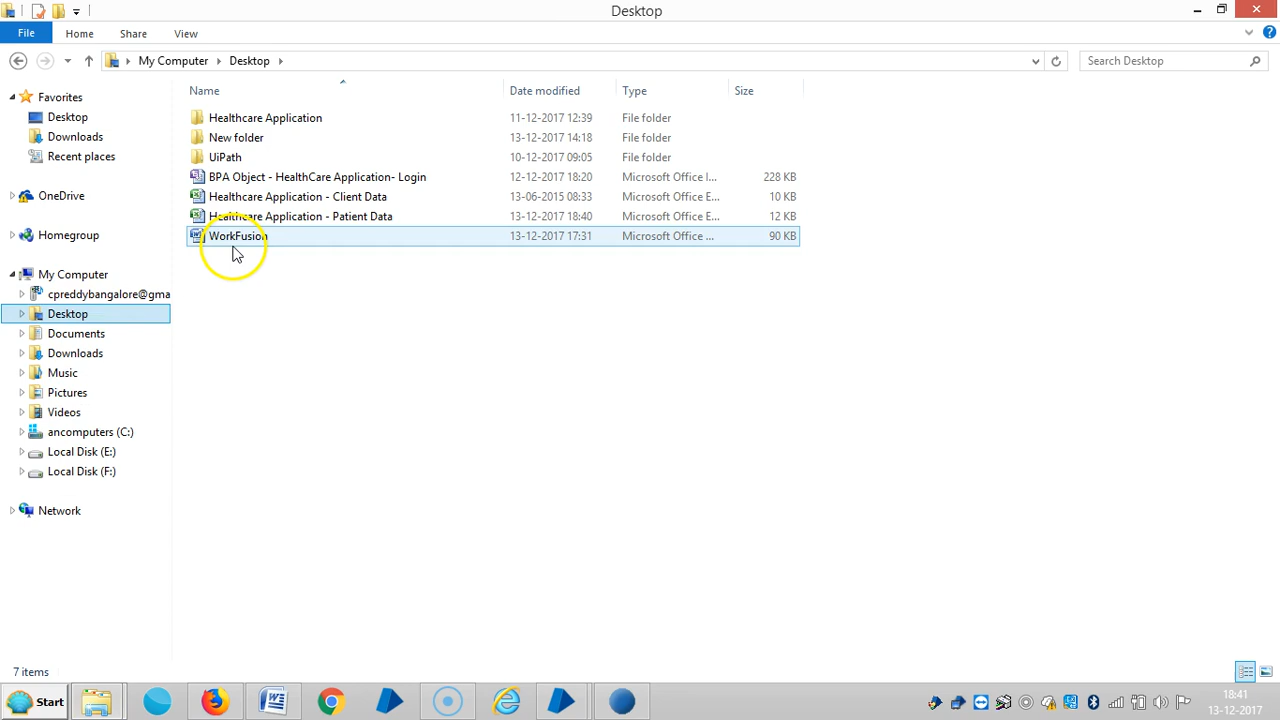 Desktop
File Home Share View
My Computer Desktop Search Desktop
Name Date modified Type Size
Favorites
Desktop
Downloads
Recent places
OneDrive
Homegroup
My Computer
cpreddybangalore@gma
Desktop
Documents
Downloads
Music
Pictures
Videos
ancomputers (C:)
Local Disk (E:)
Local Disk (F:)
Network
Healthcare Application 11-12-2017 12:39 File folder
New folder 13-12-2017 14:18 File folder
UiPath 10-12-2017 09:05 File folder
BPA Object - HealthCare Application- Login 12-12-2017 18:20 Microsoft Office I... 228 KB
Healthcare Application - Client Data 13-06-2015 08:33 Microsoft Office E... 10 KB
Healthcare Application - Patient Data 13-12-2017 18:40 Microsoft Office E... 12 KB
WorkFusion 13-12-2017 17:31 Microsoft Office ... 90 KB
7 items
Start
18:41
13-12-2017